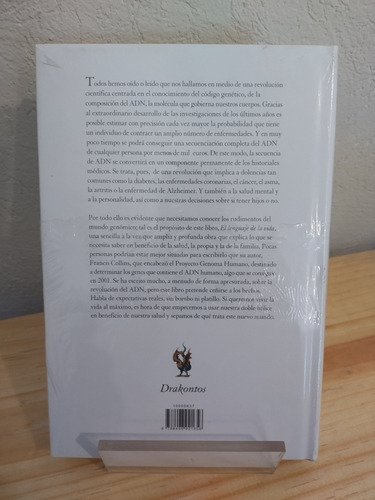 Todos hemos oído o leído que nos hallamos en medio de una revolución
científica centrada en el conocimiento del código genético, de la
composición del ADN, la molécula que gobierna nuestros cuerpos. Gracias
al extraordinario desarrollo de las investigaciones de los últimos años es
posible estimar con precisión cada vez mayor la probabilidad que tiene
un individuo de contraer un amplio número de enfermedades. Y en muy
poco tiempo se podrá conseguir una secuenciación completa del ADN
de cualquier persona por menos de mil euros. De este modo, la secuencia
de ADN se convertirá en un componente permanente de los historiales
médicos. Se trata, pues, de una revolución que implica a dolencias tan
comunes como la diabetes, las enfermedades coronarias, el cáncer, el asma,
la artritis o la enfermedad de Alzheimer. Y también a la salud mental y
a la personalidad, así como a nuestras decisiones sobre si tener hijos o no.
Por todo ello es evidente que necesitamos conocer los rudimentos del
mundo genómico; tal es el propósito de este libro, El lenguaje de la vida,
una sencilla a la vez que amplia y profunda obra que explica lo que se
necesita saber en beneficio de la salud, la propia y la de la familia. Pocas
personas podrían estar mejor situadas para escribirlo que su autor,
Francis Collins, que encabezó el Proyecto Genoma Humano, destinado
a determinar los genes que contiene el ADN humano, algo que se consiguió
en 2001. Se ha escrito mucho, a menudo de forma apresurada, sobre la
revolución del ADN, pero este libro pretende ceñirse a los hechos.
Habla de expectativas reales, sin bombo ni platillo. Si queremos vivir la
vida al máximo, es hora de que empecemos a usar nuestra doble hélice
en beneficio de nuestra salud y sepamos de qué trata este nuevo mundo.
Drakontos